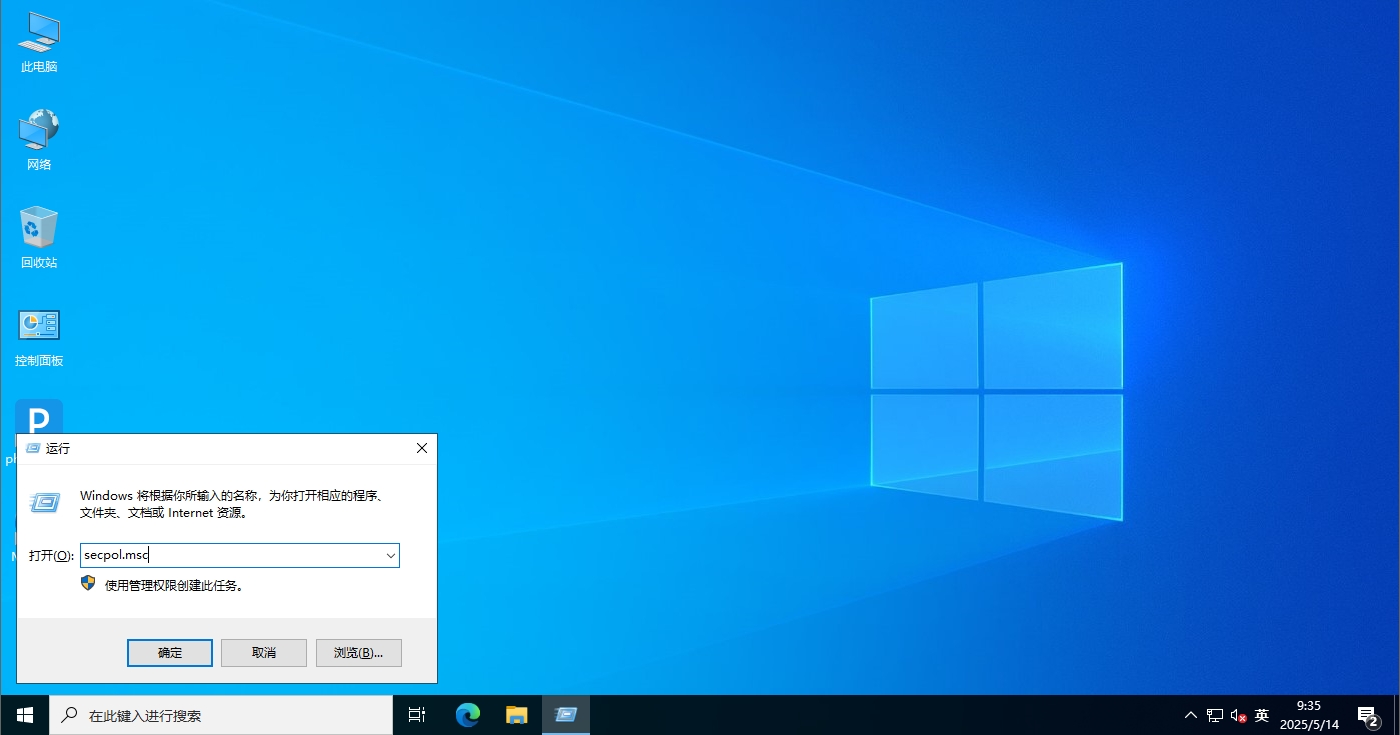 此电脑
网络
回收站
控制面板
P
运行
Windows 将根据你所输入的名称，为你打开相应的程序、
文件夹、文档或 Internet 资源。
打开(O): secpol.msc
使用管理权限创建此任务。
确定 取消 浏览(B)...
在此键入进行搜索
英
9:35
2025/5/14
2